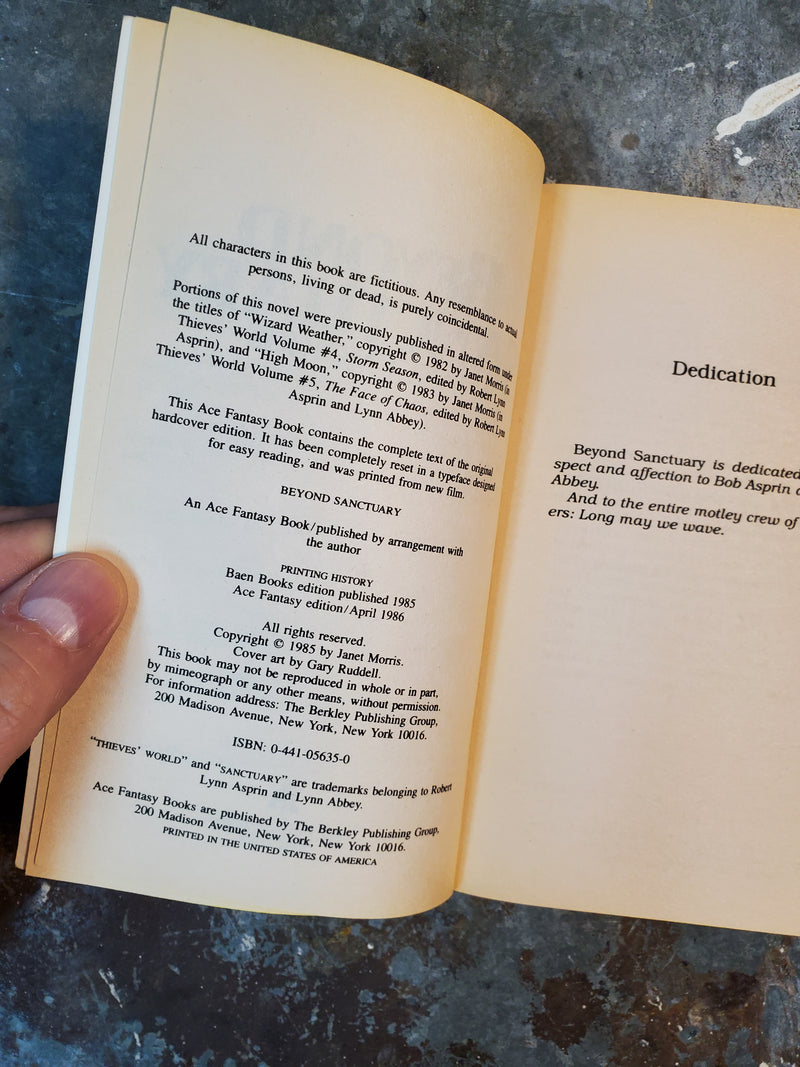 All characters in this book are fictitious. Any resemblance to actual
persons, living or dead, is purely coincidental.
Portions of this novel were previously published in altered form under
the titles of “Wizard Weather,” copyright © 1982 by Janet Morris (in
Thieves’ World Volume #4, Storm Season, edited by Robert Lynn
Asprin), and “High Moon,” copyright © 1983 by Janet Morris (in
Thieves’ World Volume #5, The Face of Chaos, edited by Robert Lynn
Asprin and Lynn Abbey).
This Ace Fantasy Book contains the complete text of the original
hardcover edition. It has been completely reset in a typeface designed
for easy reading, and was printed from new film.
BEYOND SANCTUARY
An Ace Fantasy Book/published by arrangement with
the author
PRINTING HISTORY
Baen Books edition published 1985
Ace Fantasy edition/April 1986
All rights reserved.
Copyright © 1985 by Janet Morris.
Cover art by Gary Ruddell.
This book may not be reproduced in whole or in part,
by mimeograph or any other means, without permission.
For information address: The Berkley Publishing Group,
200 Madison Avenue, New York, New York 10016.
ISBN: 0-441-05635-0
“THIEVES’ WORLD” and “SANCTUARY” are trademarks belonging to Robert
Lynn Asprin and Lynn Abbey.
Ace Fantasy Books are published by The Berkley Publishing Group,
200 Madison Avenue, New York, New York 10016.
PRINTED IN THE UNITED STATES OF AMERICA
Dedication
Beyond Sanctuary is dedicated
spect and affection to Bob Asprin
Abbey.
And to the entire motley crew of
ers: Long may we wave.